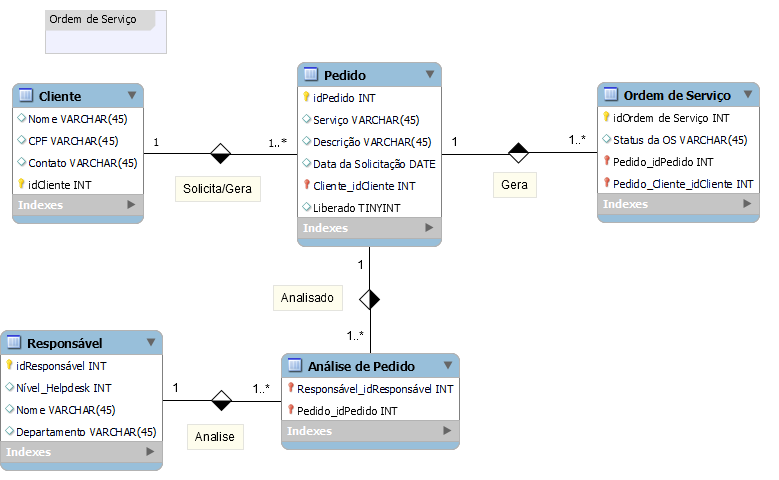 Ordem de Serviço
Cliente
Nome VARCHAR(45)
CPF VARCHAR(45)
Contato VARCHAR(45)
idCliente INT
Indexes
1
1..*
Solicita/Gera
Pedido
idPedido INT
Serviço VARCHAR(45)
Descrição VARCHAR(45)
Data da Solicitação DATE
Cliente_idCliente INT
Liberado TINYINT
Indexes
1
1..*
Gera
Ordem de Serviço
idOrdem de Serviço INT
Status da OS VARCHAR(45)
Pedido_idPedido INT
Pedido_Cliente_idCliente INT
Indexes
1
Analisado
1..*
Responsável
idResponsável INT
Nível_Helpdesk INT
Nome VARCHAR(45)
Departamento VARCHAR(45)
Indexes
1
1..*
Analise
Análise de Pedido
Responsável_idResponsável INT
Pedido_idPedido INT
Indexes